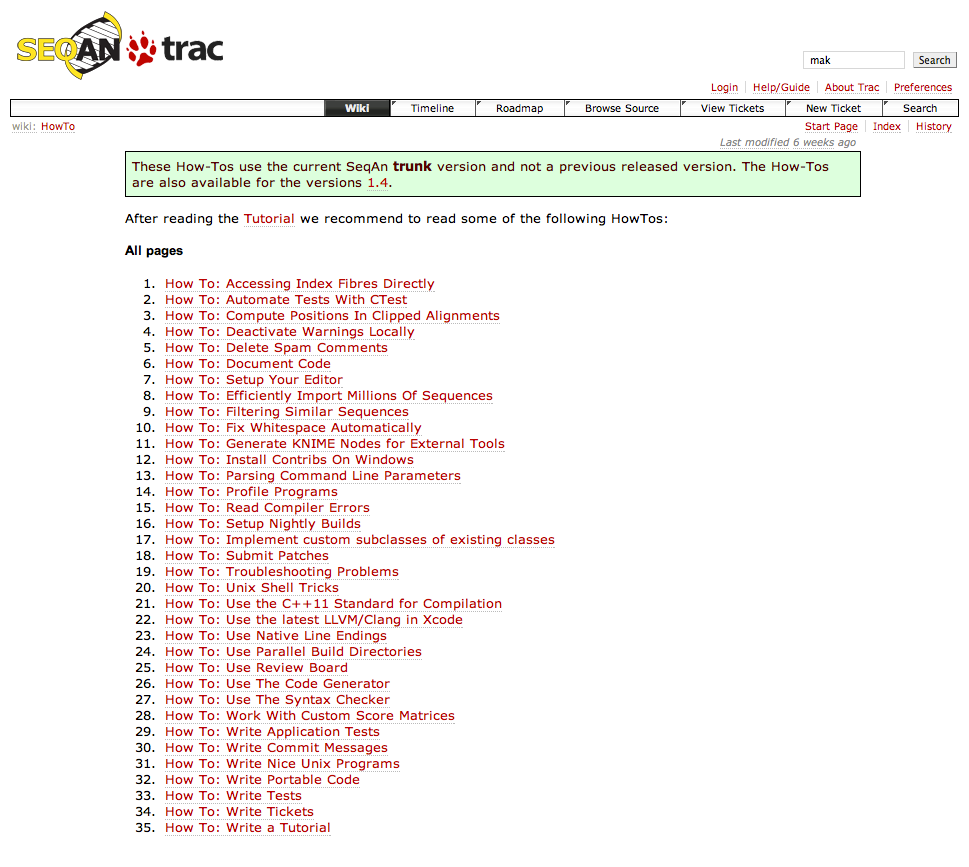 SEQAN trac
mak Search
Login Help/Guide About Trac Preferences
Wiki Timeline Roadmap Browse Source View Tickets New Ticket Search
wiki: HowTo Start Page Index History
Last modified 6 weeks ago
These How-Tos use the current SeqAn trunk version and not a previous released version. The How-Tos
are also available for the versions 1.4.
After reading the Tutorial we recommend to read some of the following HowTos:
All pages
1. How To: Accessing Index Fibres Directly
2. How To: Automate Tests With CTest
3. How To: Compute Positions In Clipped Alignments
4. How To: Deactivate Warnings Locally
5. How To: Delete Spam Comments
6. How To: Document Code
7. How To: Setup Your Editor
8. How To: Efficiently Import Millions Of Sequences
9. How To: Filtering Similar Sequences
10. How To: Fix Whitespace Automatically
11. How To: Generate KNIME Nodes for External Tools
12. How To: Install Contribs On Windows
13. How To: Parsing Command Line Parameters
14. How To: Profile Programs
15. How To: Read Compiler Errors
16. How To: Setup Nightly Builds
17. How To: Implement custom subclasses of existing classes
18. How To: Submit Patches
19. How To: Troubleshooting Problems
20. How To: Unix Shell Tricks
21. How To: Use the C++11 Standard for Compilation
22. How To: Use the latest LLVM/Clang in Xcode
23. How To: Use Native Line Endings
24. How To: Use Parallel Build Directories
25. How To: Use Review Board
26. How To: Use The Code Generator
27. How To: Use The Syntax Checker
28. How To: Work With Custom Score Matrices
29. How To: Write Application Tests
30. How To: Write Commit Messages
31. How To: Write Nice Unix Programs
32. How To: Write Portable Code
33. How To: Write Tests
34. How To: Write Tickets
35. How To: Write a Tutorial